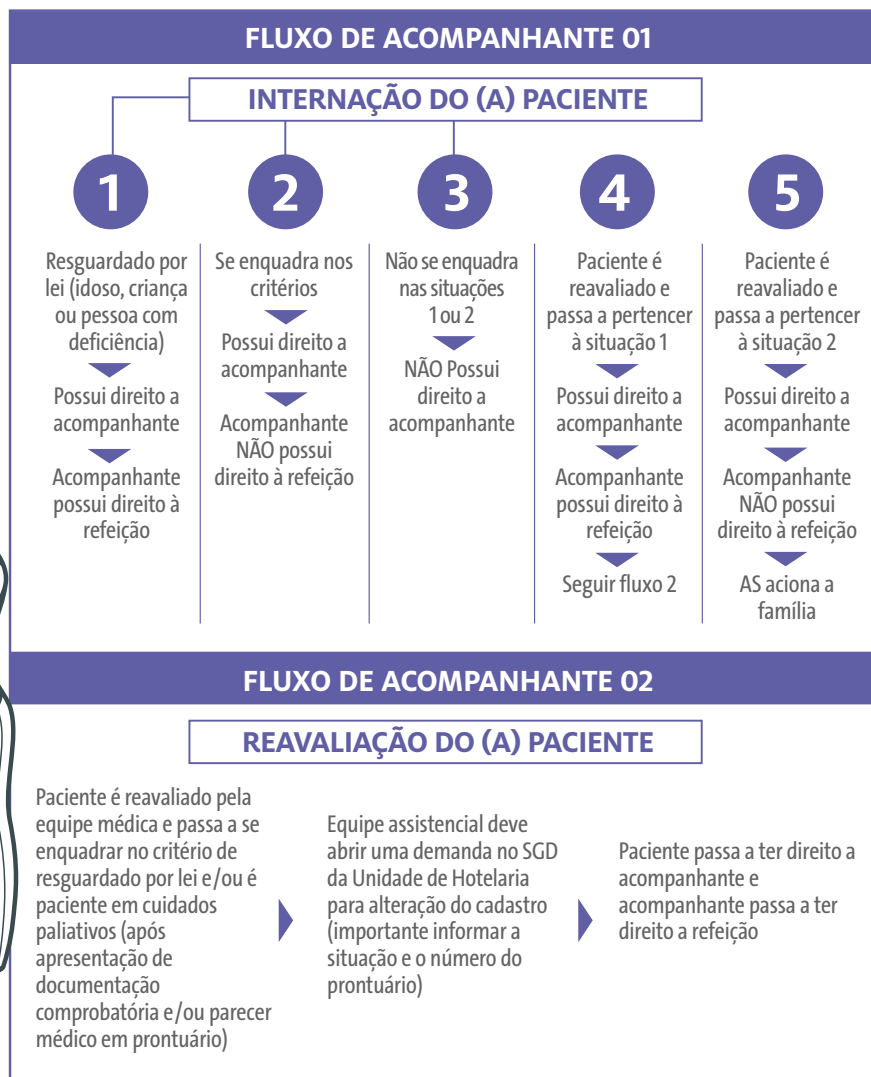 FLUXO DE ACOMPANHANTE 01
INTERNAÇÃO DO (A) PACIENTE
1
Resguardado por
lei (idoso, criança
ou pessoa com
deficiência)
Possui direito a
acompanhante
Acompanhante
possui direito à
refeição
2
Se enquadra nos
critérios
Possui direito a
acompanhante
Acompanhante
NÃO possui
direito à refeição
3
Não se enquadra
nas situações
1 ou 2
NÃO Possui
direito a
acompanhante
4
Paciente é
reavaliado e
passa a pertencer
à situação 1
Possui direito a
acompanhante
Acompanhante
possui direito à
refeição
Seguir fluxo 2
5
Paciente é
reavaliado e
passa a pertencer
à situação 2
Possui direito a
acompanhante
Acompanhante
NÃO possui
direito à refeição
AS aciona a
família
FLUXO DE ACOMPANHANTE 02
REAVALIAÇÃO DO (A) PACIENTE
Paciente é reavaliado pela
equipe médica e passa a se
enquadrar no critério de
resguardado por lei e/ou é
paciente em cuidados
paliativos (após
apresentação de
documentação
comprobatória e/ou parecer
médico em prontuário)
Equipe assistencial deve
abrir uma demanda no SGD
da Unidade de Hotelaria
para alteração do cadastro
(importante informar a
situação e o número do
prontuário)
Paciente passa a ter direito a
acompanhante e
acompanhante passa a ter
direito a refeição